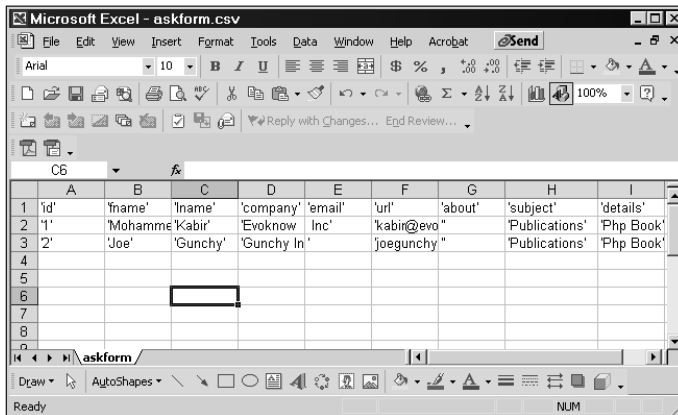 Microsoft Excel - askform.csv
File Edit View Insert Format Tools Data Window Help Acrobat Send
Arial 10 B I U $ % , .00 .00
ABC Σ 100%
Reply with Changes... End Review...
C6 fx
A B C D E F G H I
1 'id' 'fname' 'lname' 'company' 'email' 'url' 'about' 'subject' 'details'
2 '1' 'Mohamme 'Kabir' 'Evoknow Inc' 'kabir@evo '' 'Publications' 'Php Book'
3 '2' 'Joe' 'Gunchy' 'Gunchy In ' 'joegunchy '' 'Publications' 'Php Book'
4
5
6
7
8
9
askform
Draw AutoShapes A A
Ready NUM